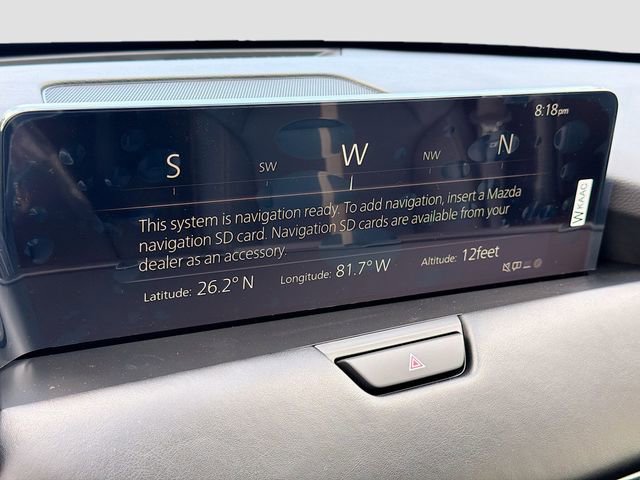 8:18pm
S SW W NW N
This system is navigation ready. To add navigation, insert a Mazda
navigation SD card. Navigation SD cards are available from your
dealer as an accessory.
Latitude: 26.2° N Longitude: 81.7° W Altitude: 12feet
WKAAC